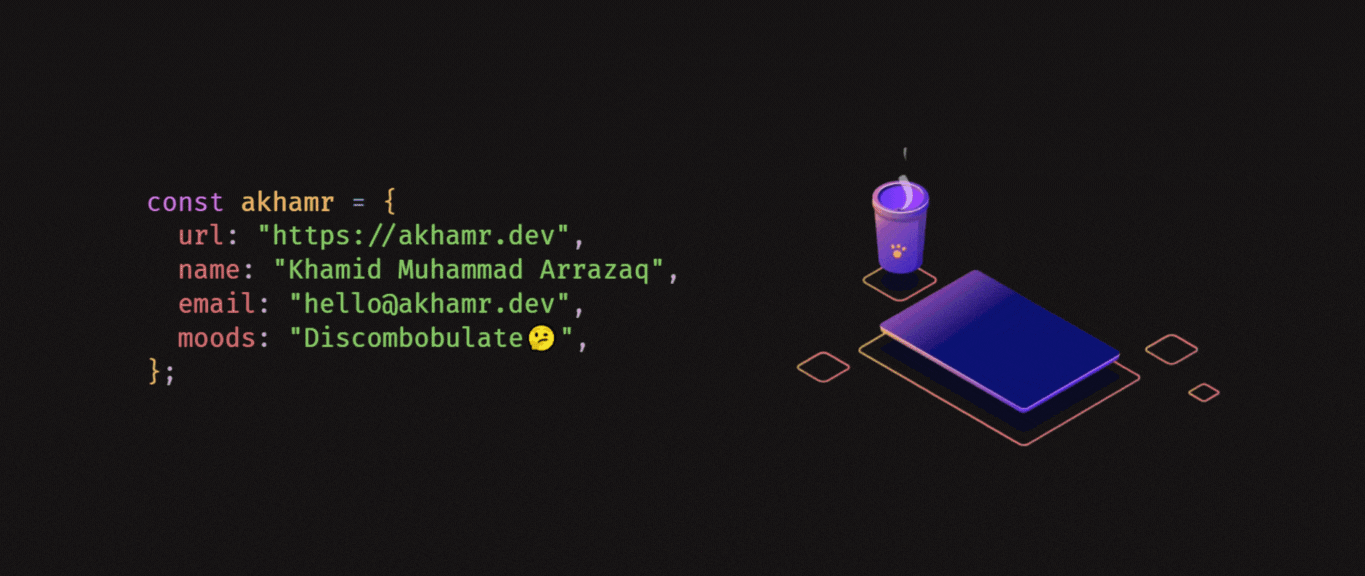 const akhamr = {
  url: "https://akhamr.dev",
  name: "Khamid Muhammad Arrazaq",
  email: "hello@akhamr.dev",
  moods: "Discombobulate🫤",
};